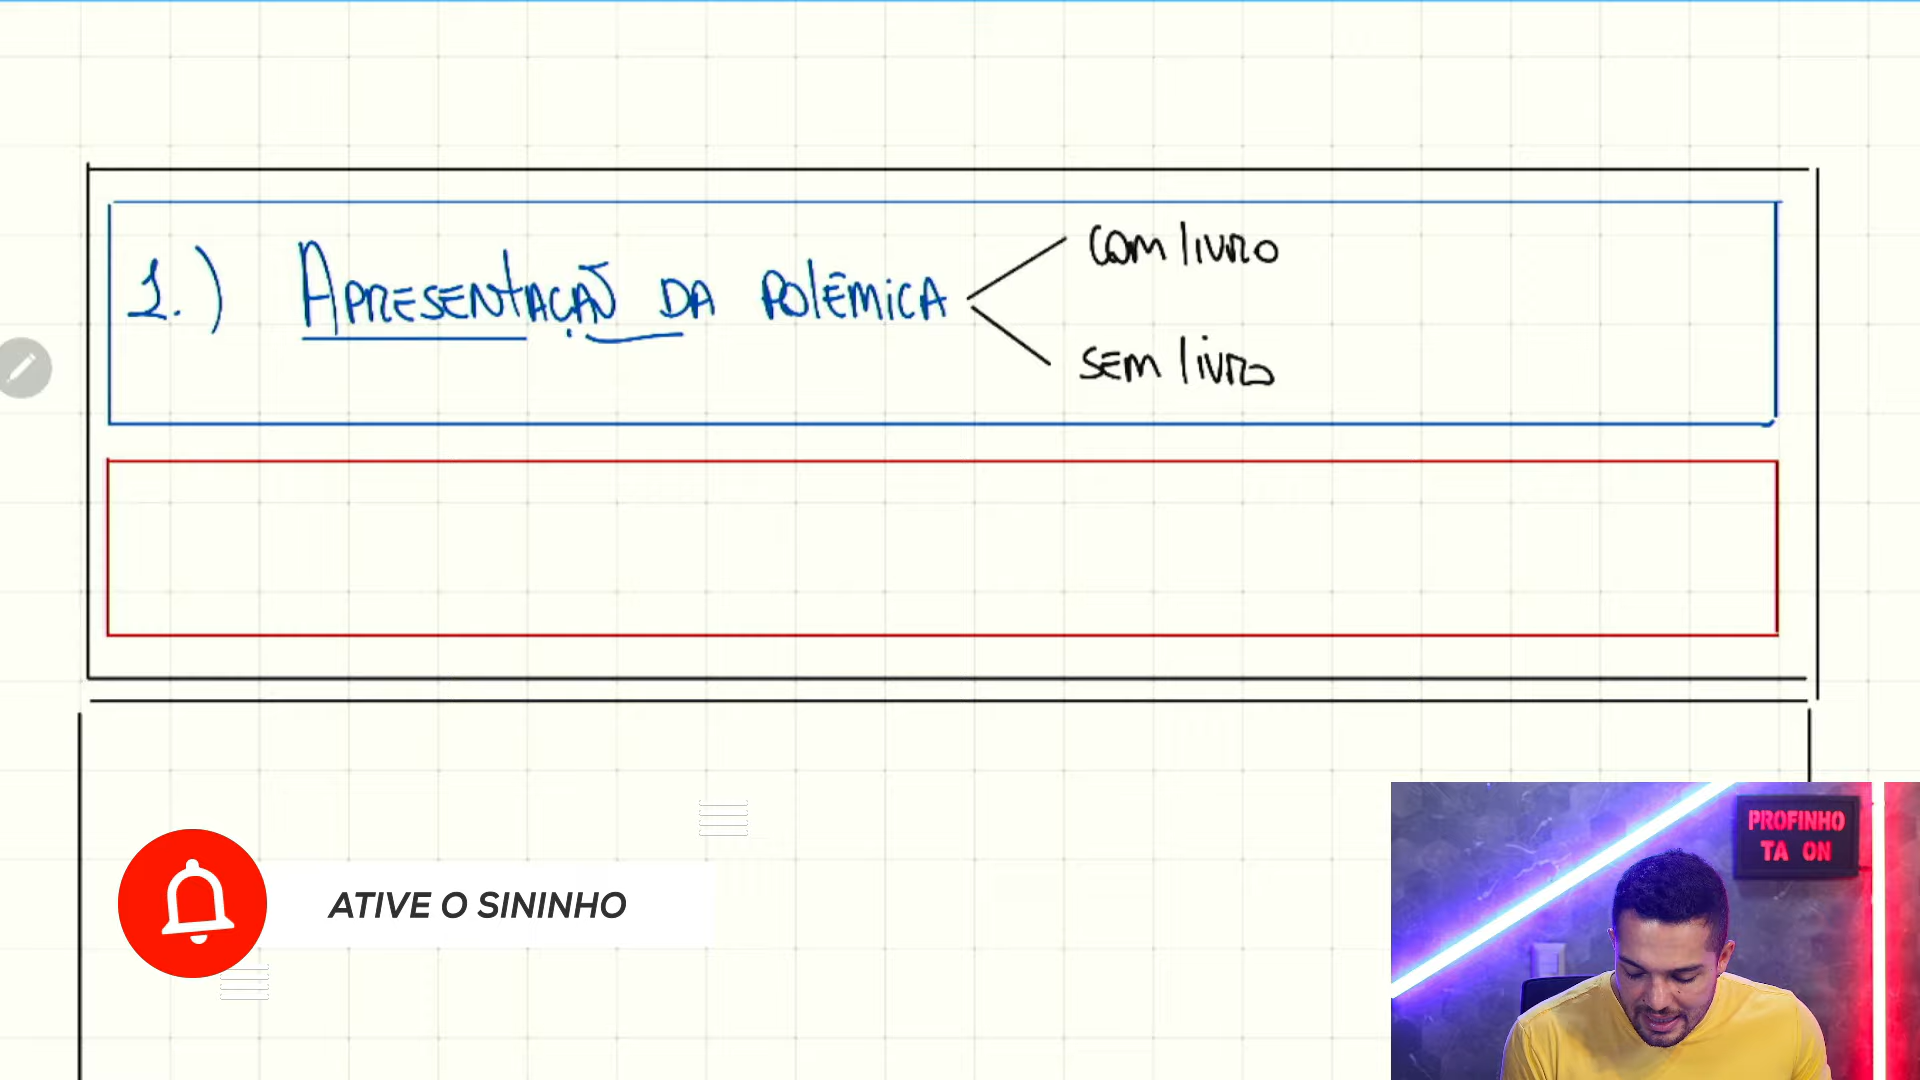 com livro
1.) APRESENTAÇÃO DA POLÊMICA
SEM livro
ATIVE O SININHO
PROFINHO
TA ON